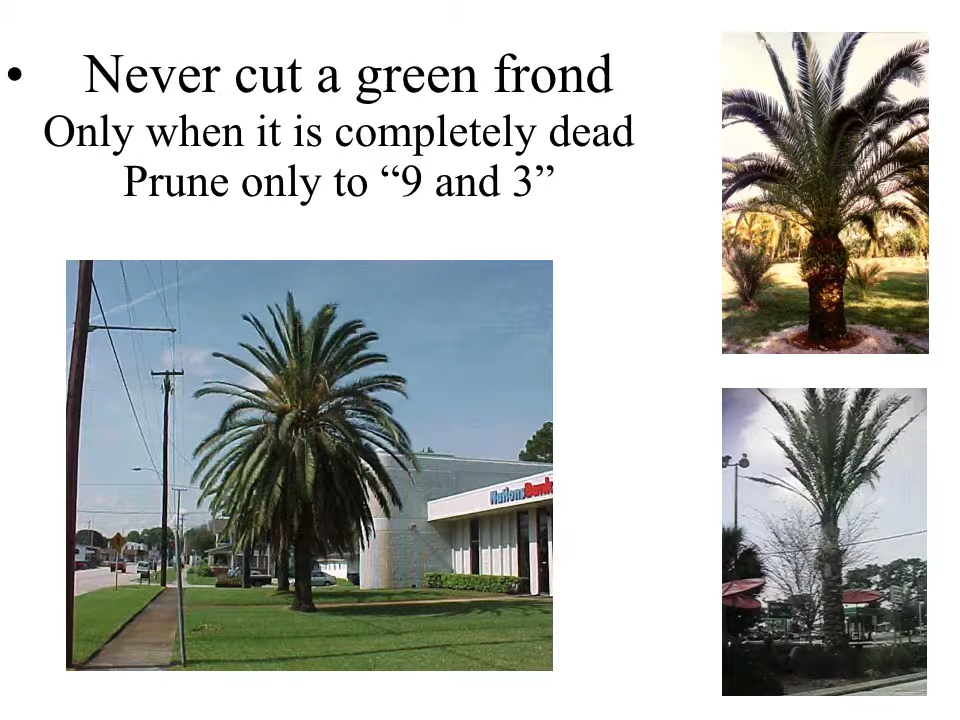 • Never cut a green frond
Only when it is completely dead
Prune only to “9 and 3”
NationsBank